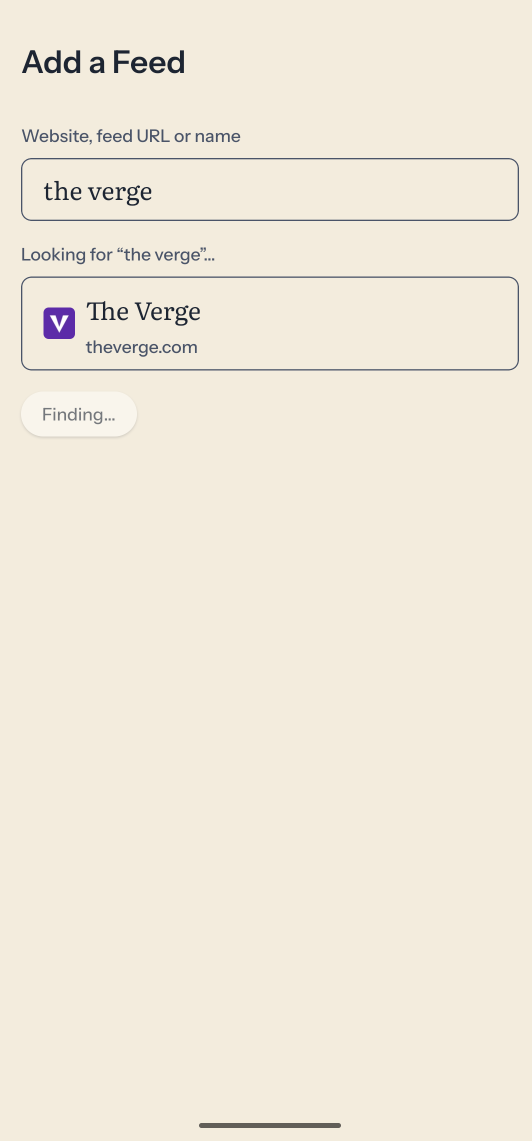 Add a Feed
Website, feed URL or name
the verge
Looking for “the verge”...
V
The Verge
theverge.com
Finding...